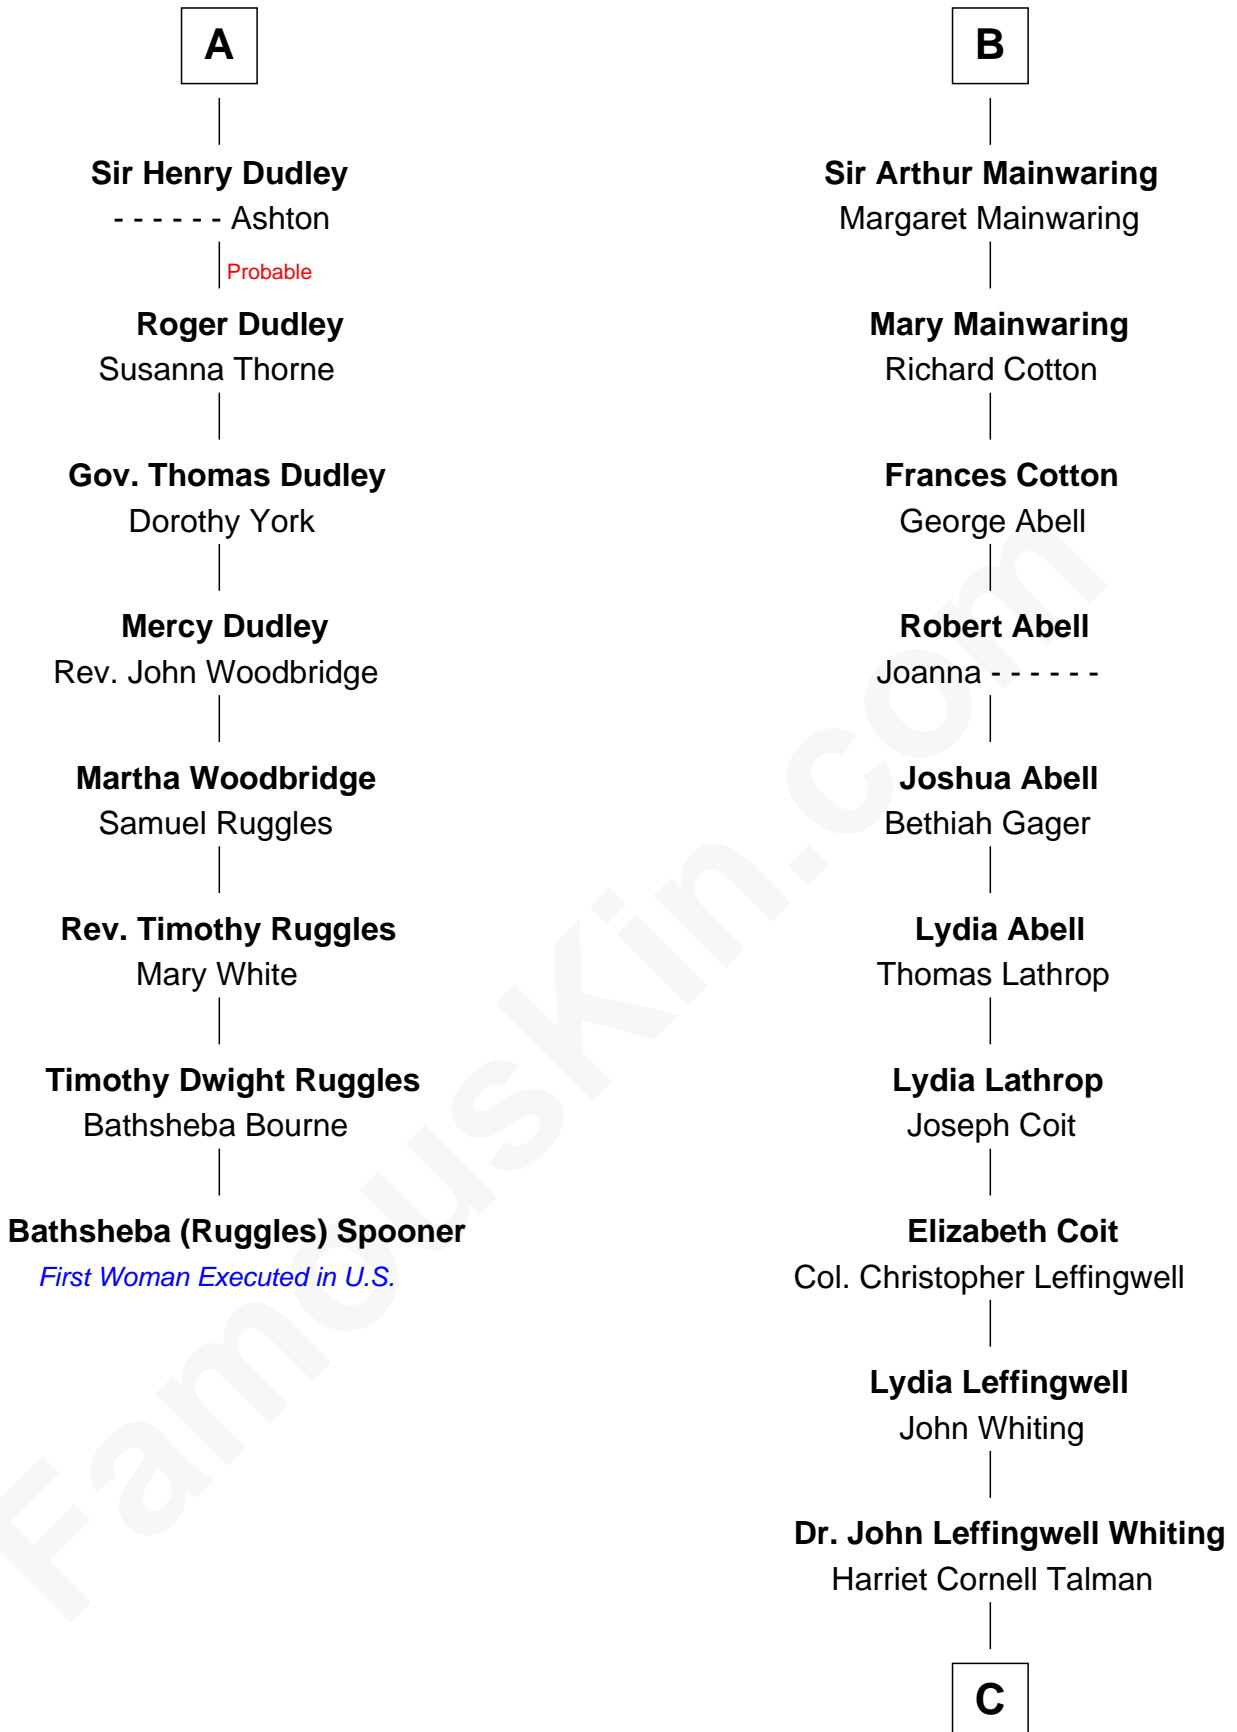 A
Sir Henry Dudley
- - - - - - Ashton
Probable
Roger Dudley
Susanna Thorne
Gov. Thomas Dudley
Dorothy York
Mercy Dudley
Rev. John Woodbridge
Martha Woodbridge
Samuel Ruggles
Rev. Timothy Ruggles
Mary White
Timothy Dwight Ruggles
Bathsheba Bourne
Bathsheba (Ruggles) Spooner
First Woman Executed in U.S.
B
Sir Arthur Mainwaring
Margaret Mainwaring
Mary Mainwaring
Richard Cotton
Frances Cotton
George Abell
Robert Abell
Joanna - - - - - -
Joshua Abell
Bethiah Gager
Lydia Abell
Thomas Lathrop
Lydia Lathrop
Joseph Coit
Elizabeth Coit
Col. Christopher Leffingwell
Lydia Leffingwell
John Whiting
Dr. John Leffingwell Whiting
Harriet Cornell Talman
C
FamousKin.com